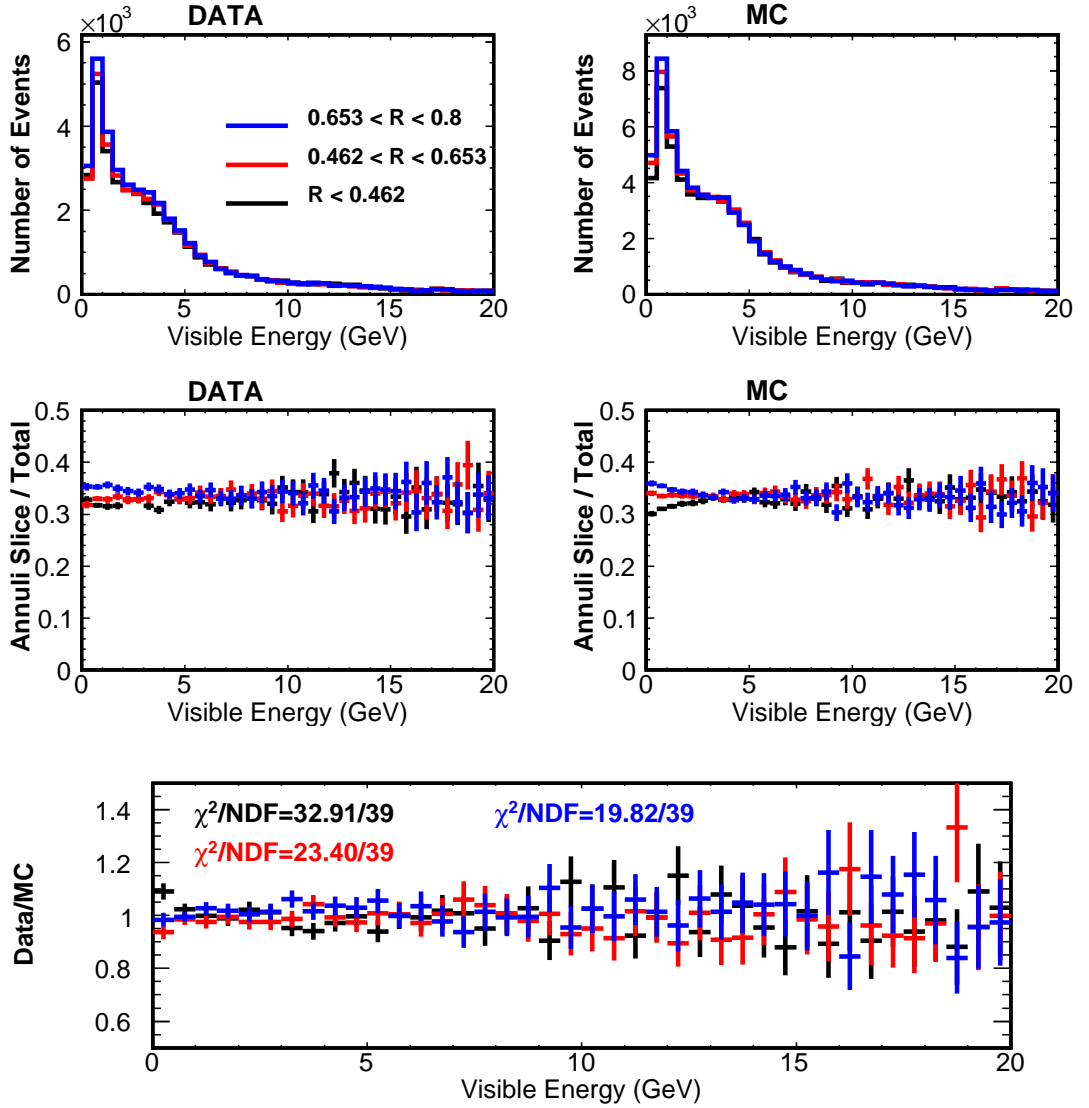 DATA
×10³
6
4
2
0
Number of Events
0.653 < R < 0.8
0.462 < R < 0.653
R < 0.462
0 5 10 15 20
Visible Energy (GeV)
MC
×10³
8
6
4
2
0
Number of Events
0 5 10 15 20
Visible Energy (GeV)
DATA
0.5
0.4
0.3
0.2
0.1
0
Annuli Slice / Total
0 5 10 15 20
Visible Energy (GeV)
MC
0.5
0.4
0.3
0.2
0.1
0
Annuli Slice / Total
0 5 10 15 20
Visible Energy (GeV)
1.4
1.2
1
0.8
0.6
Data/MC
χ²/NDF=32.91/39 χ²/NDF=19.82/39
χ²/NDF=23.40/39
0 5 10 15 20
Visible Energy (GeV)